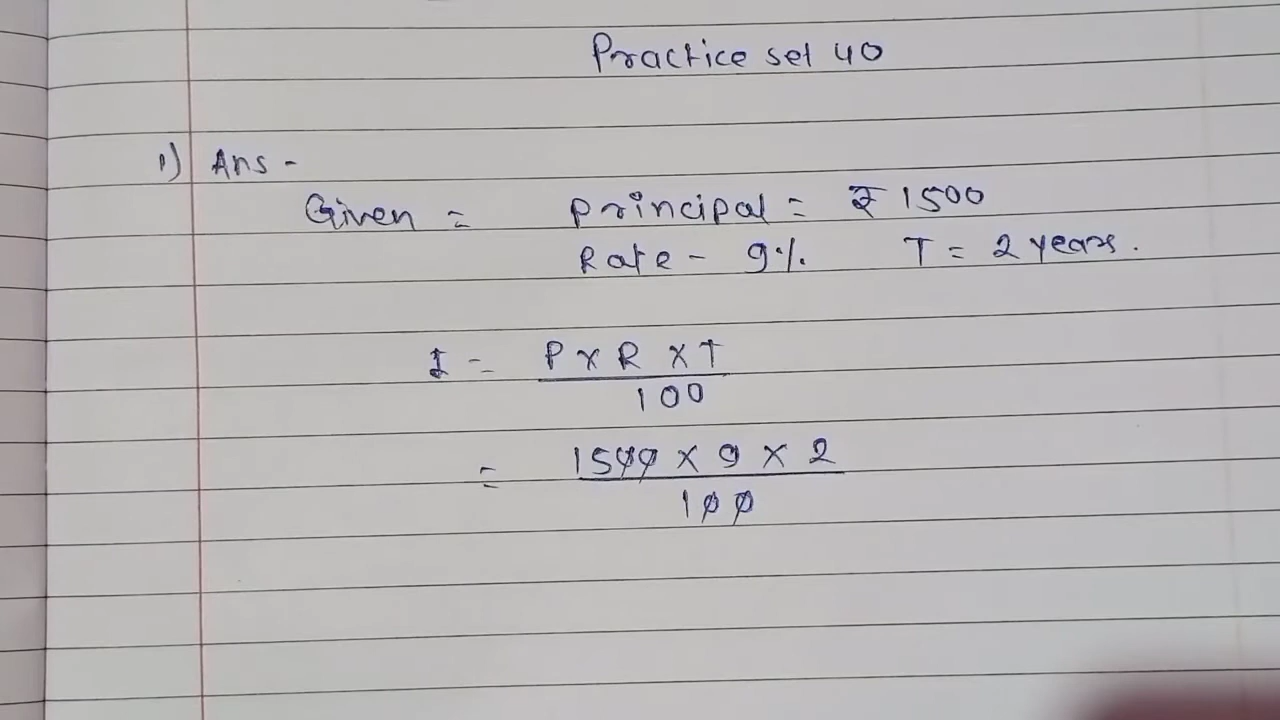 Practice set 40
1) Ans -
Given = Principal = ₹ 1500
Rate - 9% T = 2 years.
I = P x R x T
100
= 1500 x 9 x 2
100